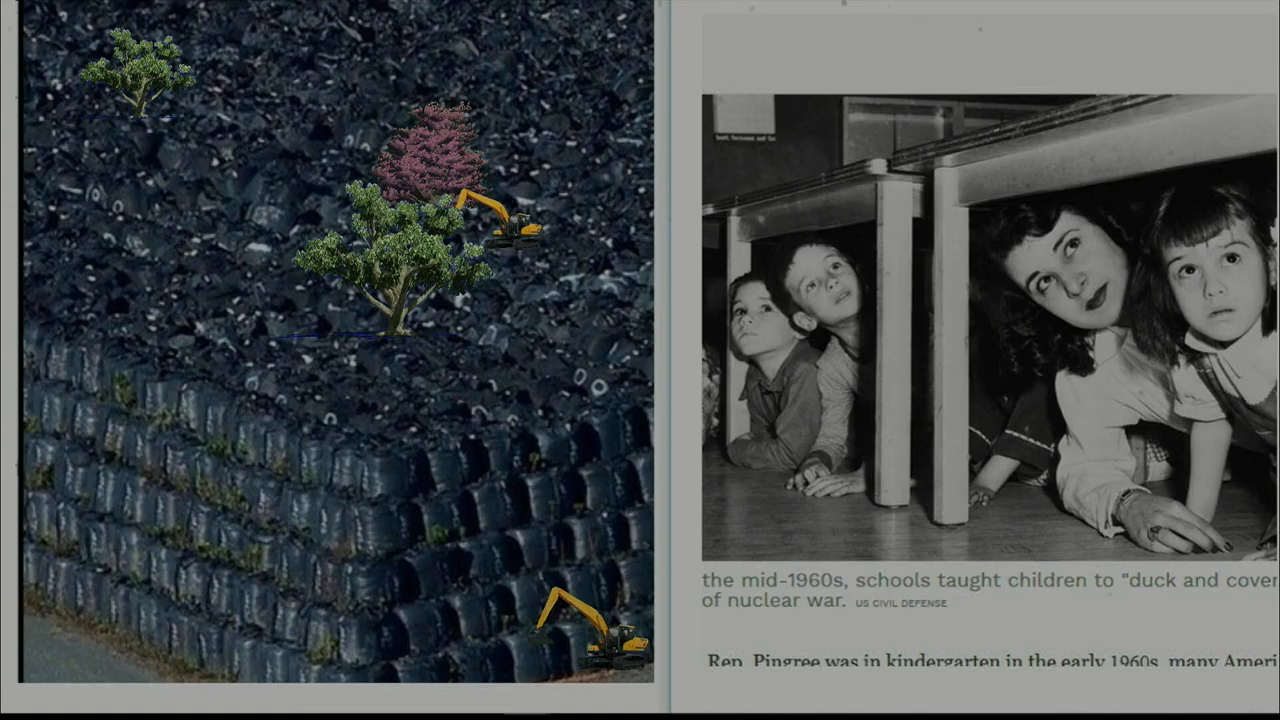 the mid-1960s, schools taught children to "duck and cover
of nuclear war. US CIVIL DEFENSE
Rep. Pingree was in kindergarten in the early 1960s, many Ameri